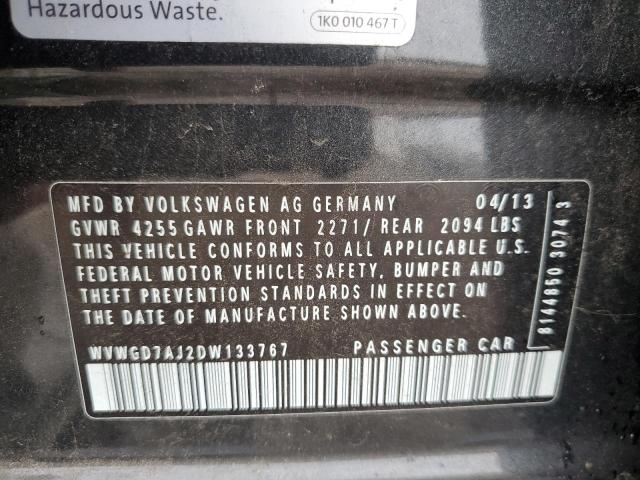 Hazardous Waste.
1K0 010 467 T
MFD BY VOLKSWAGEN AG GERMANY 04/13
GVWR 4255 GAWR FRONT 2271/ REAR 2094 LBS
THIS VEHICLE CONFORMS TO ALL APPLICABLE U.S.
FEDERAL MOTOR VEHICLE SAFETY, BUMPER AND
THEFT PREVENTION STANDARDS IN EFFECT ON
THE DATE OF MANUFACTURE SHOWN ABOVE.
WVWGD7AJ2DW133767 PASSENGER CAR
8144850 3074 3